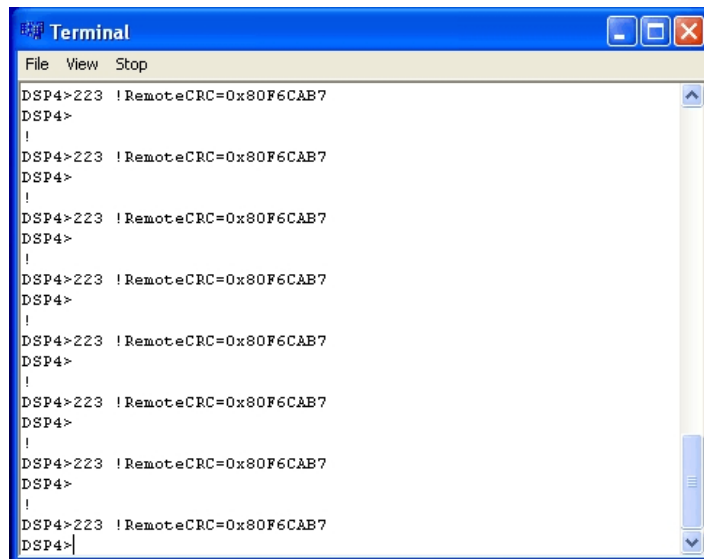 Terminal
File View Stop
DSP4>223 !RemoteCRC=0x80F6CAB7
DSP4>
!
DSP4>223 !RemoteCRC=0x80F6CAB7
DSP4>
!
DSP4>223 !RemoteCRC=0x80F6CAB7
DSP4>
!
DSP4>223 !RemoteCRC=0x80F6CAB7
DSP4>
!
DSP4>223 !RemoteCRC=0x80F6CAB7
DSP4>
!
DSP4>223 !RemoteCRC=0x80F6CAB7
DSP4>
!
DSP4>223 !RemoteCRC=0x80F6CAB7
DSP4>
!
DSP4>223 !RemoteCRC=0x80F6CAB7
DSP4>